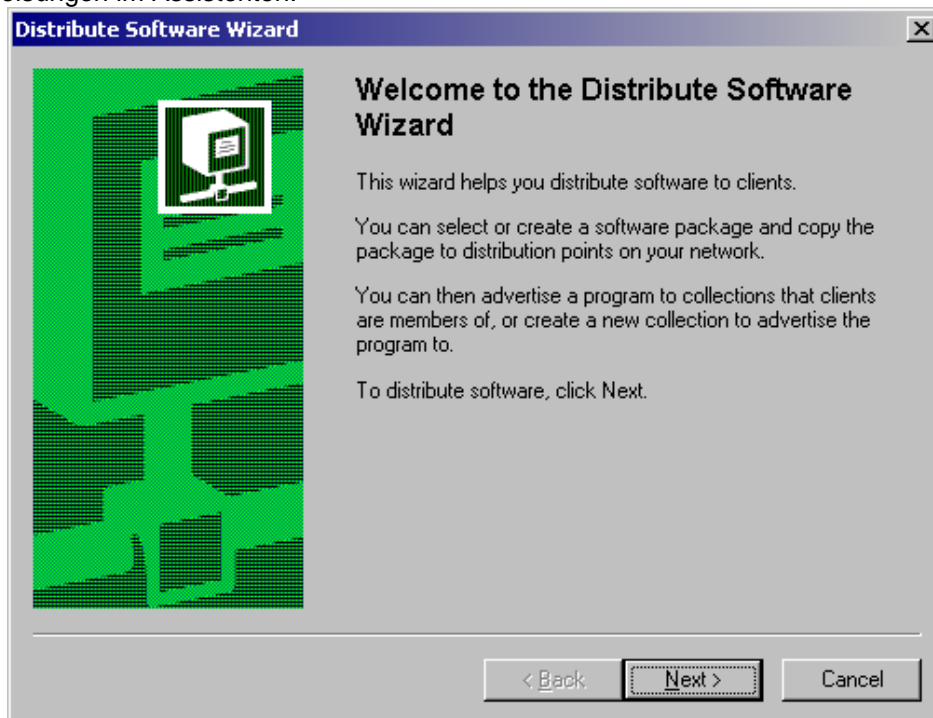 im Assistenten.
Distribute Software Wizard
Welcome to the Distribute Software
Wizard
This wizard helps you distribute software to clients.
You can select or create a software package and copy the
package to distribution points on your network.
You can then advertise a program to collections that clients
are members of, or create a new collection to advertise the
program to.
To distribute software, click Next.
< Back
Next >
Cancel